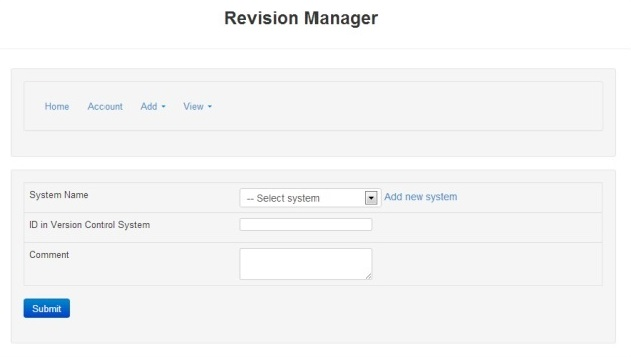 Revision Manager
Home Account Add View
System Name -- Select system Add new system
ID in Version Control System
Comment
Submit